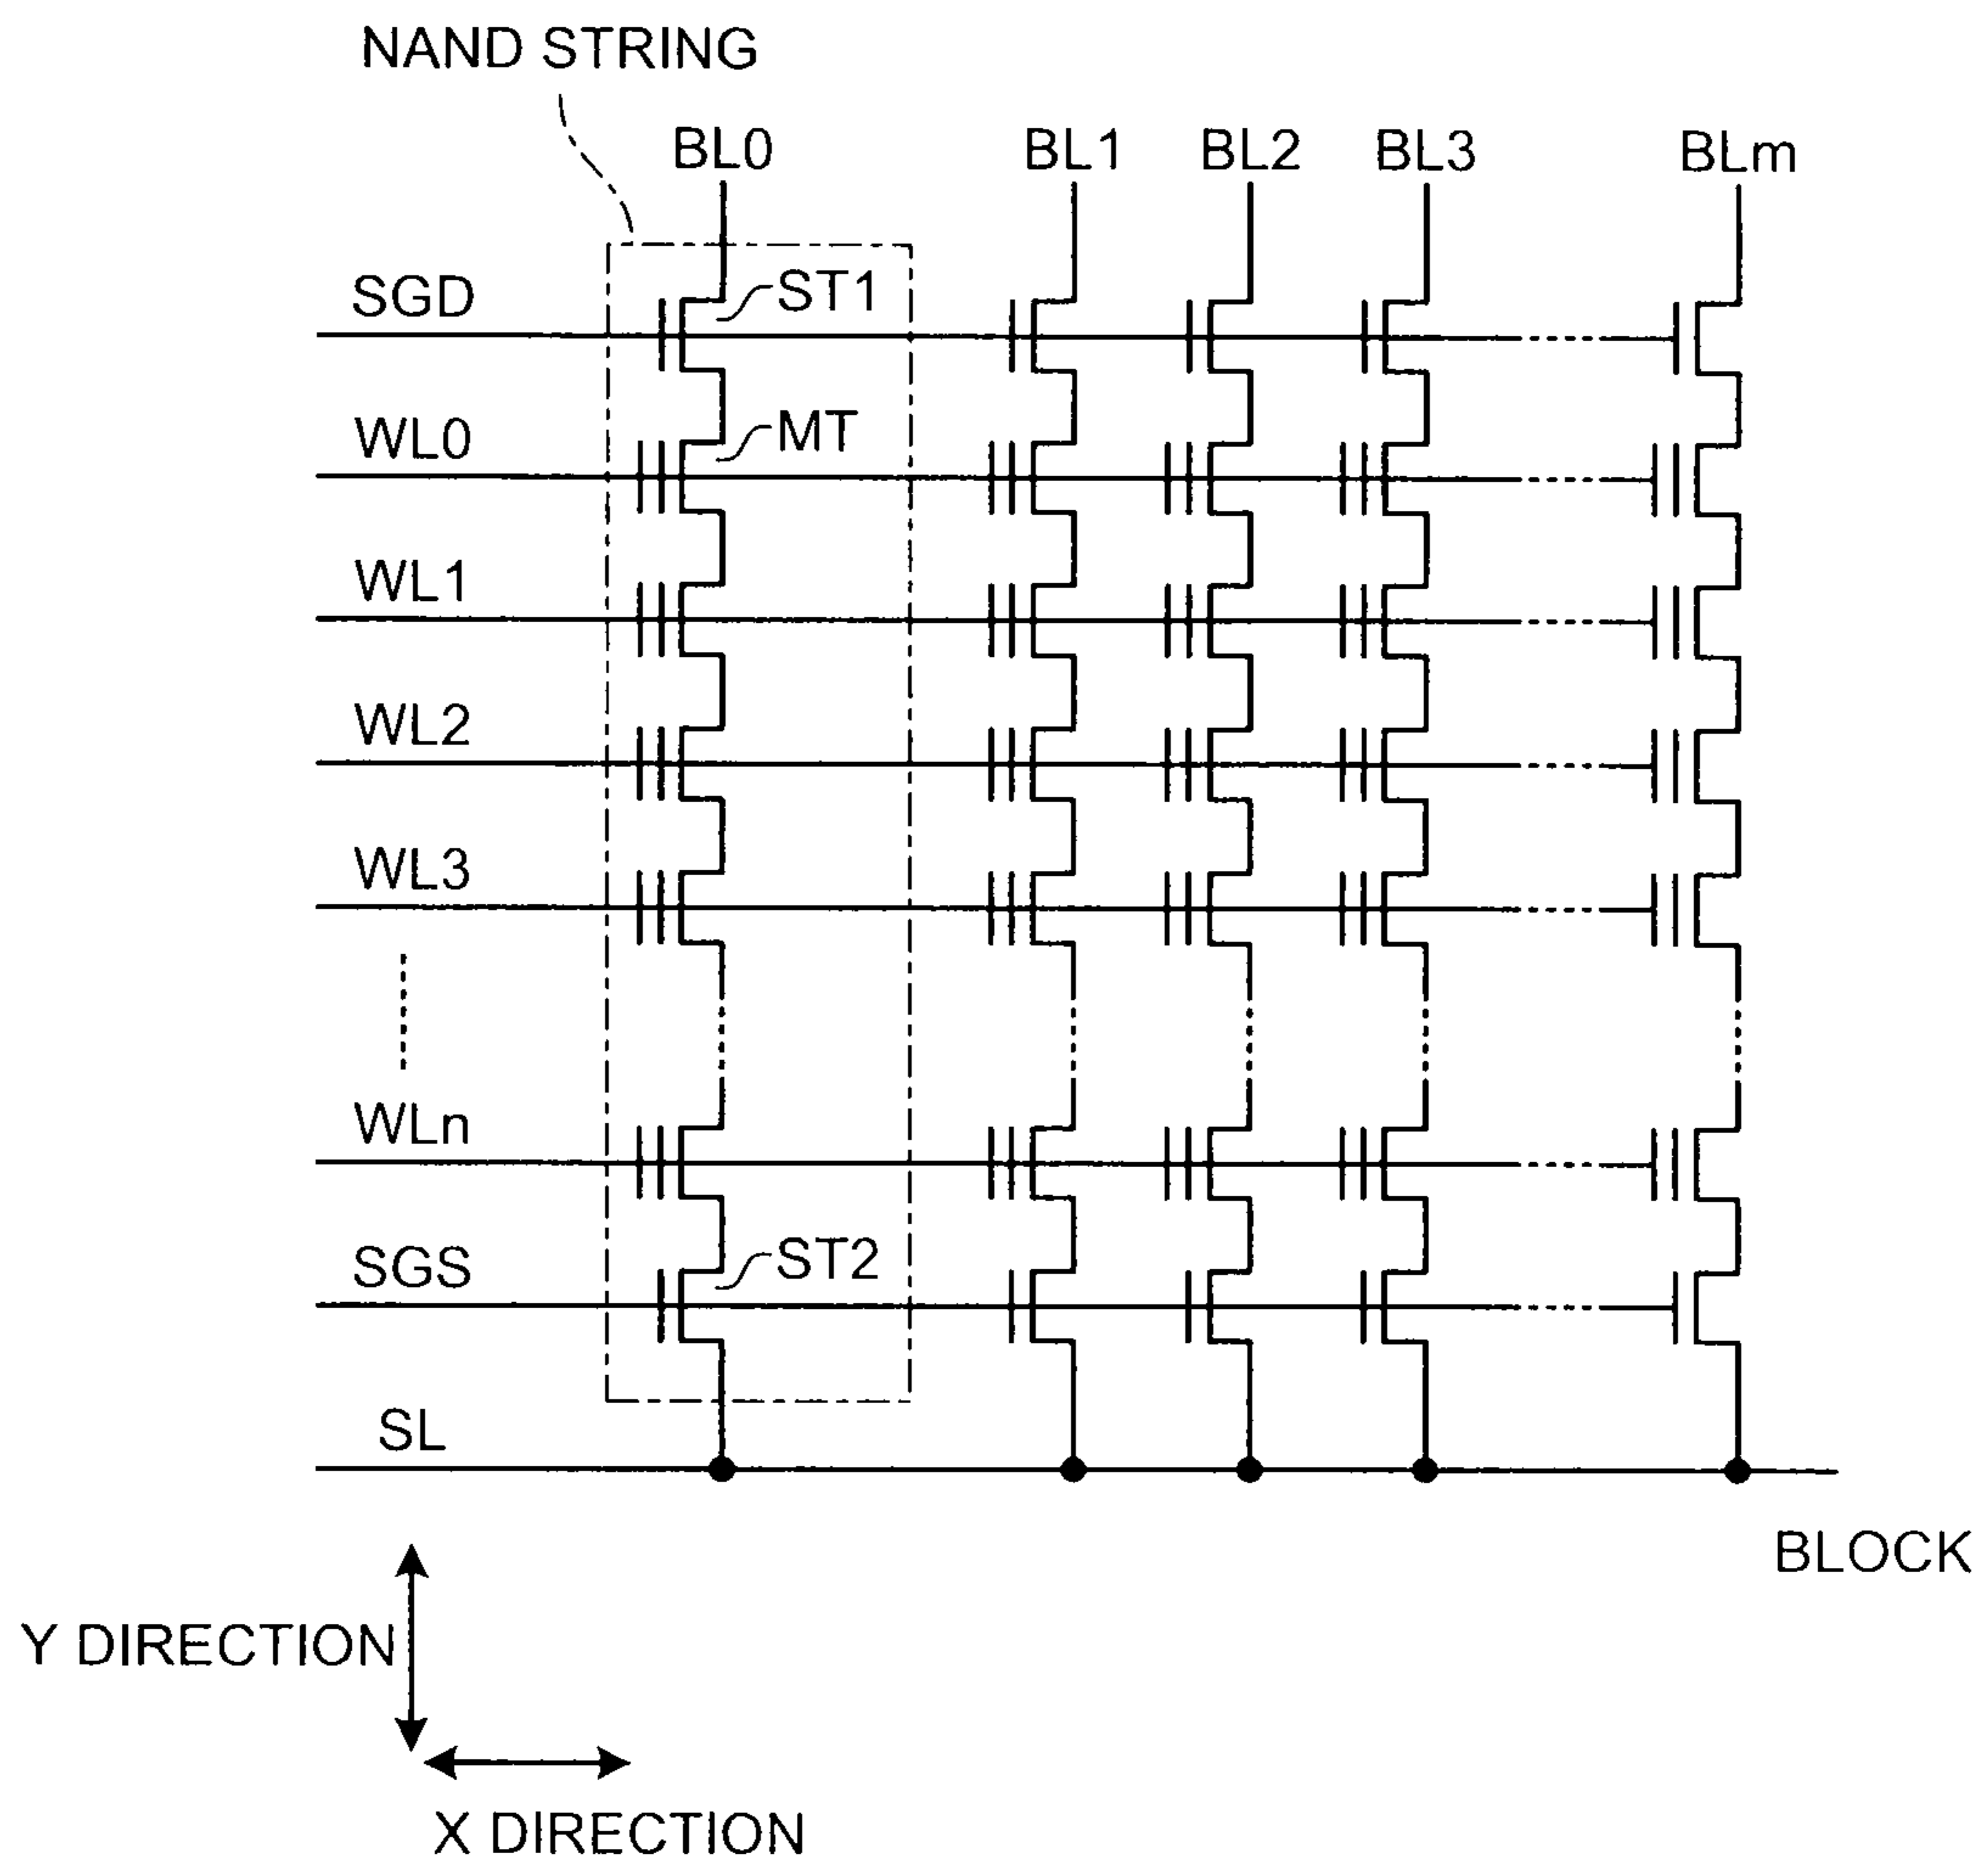 NAND STRING
BL0 BL1 BL2 BL3 BLm
SGD ST1
WL0 MT
WL1
WL2
WL3
WLn
SGS ST2
SL
BLOCK
Y DIRECTION
X DIRECTION